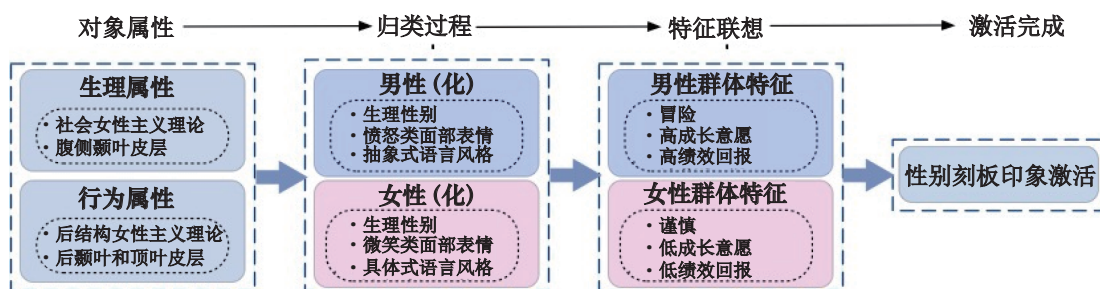 对象属性
归类过程
特征联想
激活完成
生理属性
· 社会女性主义理论
· 腹侧颞叶皮层
行为属性
· 后结构女性主义理论
· 后颞叶和顶叶皮层
男性 (化)
· 生理性别
· 愤怒类面部表情
· 抽象式语言风格
女性 (化)
· 生理性别
· 微笑类面部表情
· 具体式语言风格
男性群体特征
· 冒险
· 高成长意愿
· 高绩效回报
女性群体特征
· 谨慎
· 低成长意愿
· 低绩效回报
性别刻板印象激活